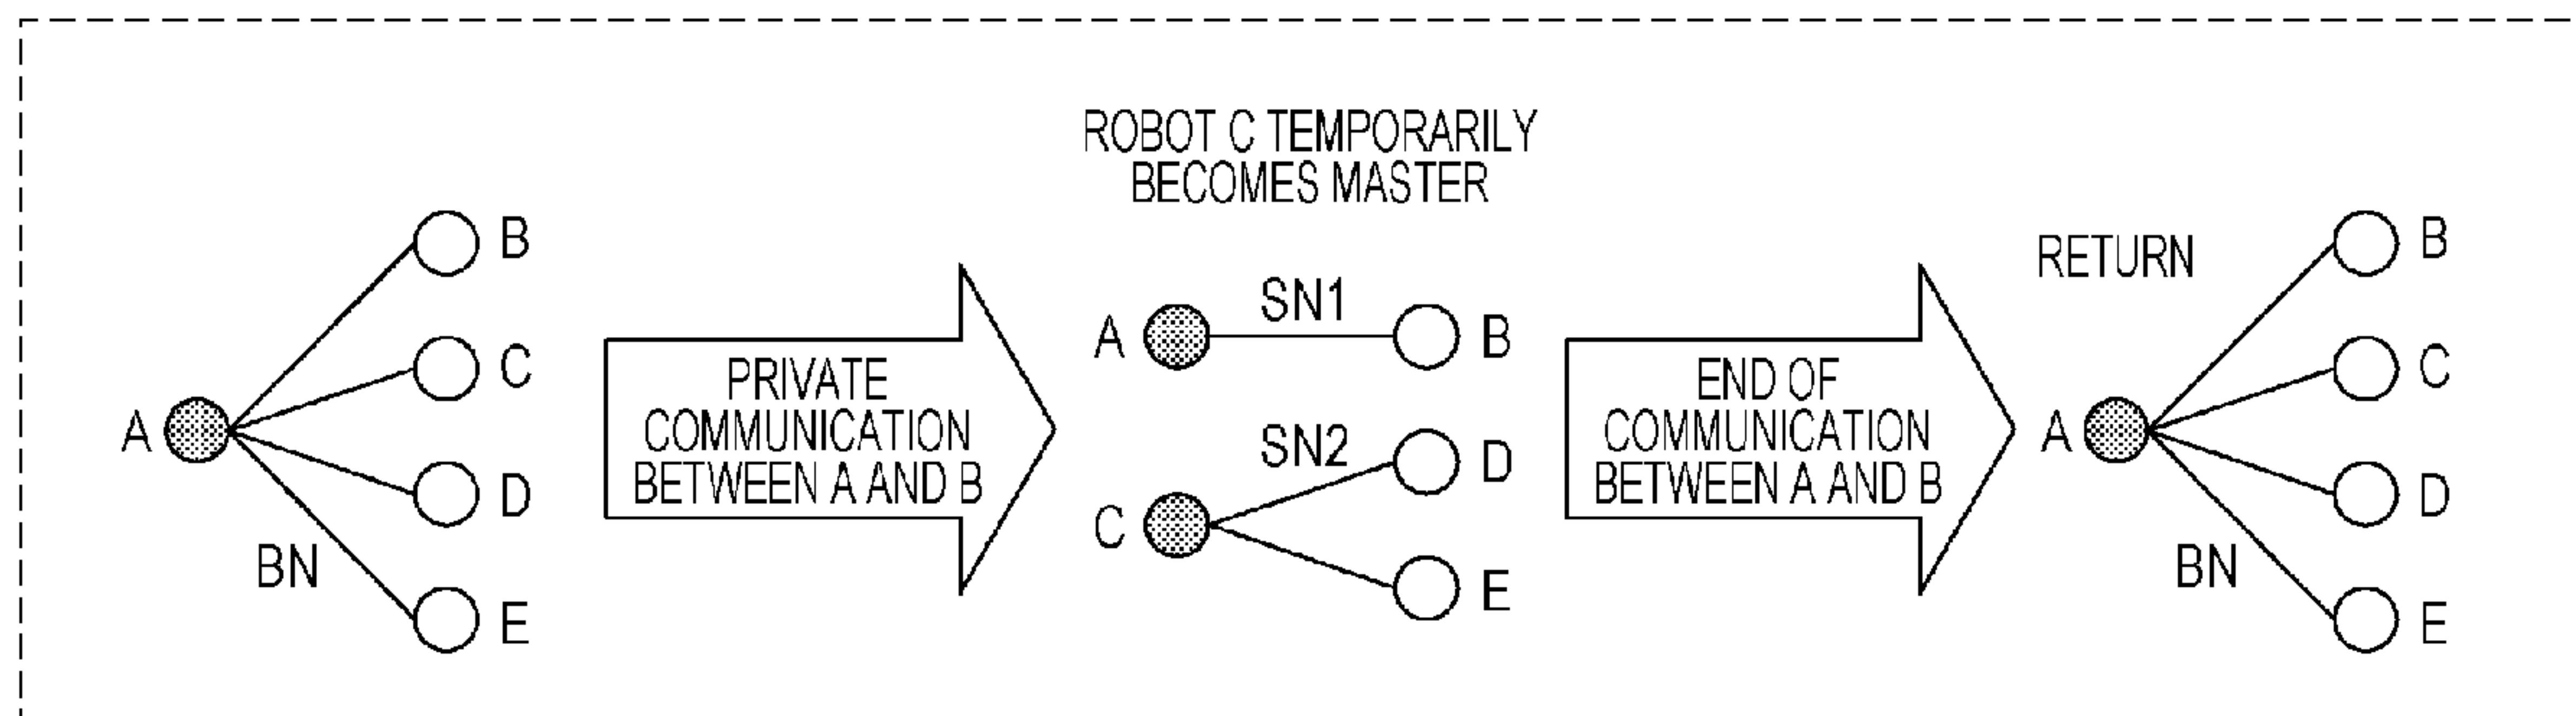 B
C
A
D
BN
E
PRIVATE
COMMUNICATION
BETWEEN A AND B
ROBOT C TEMPORARILY
BECOMES MASTER
A SN1 B
SN2 D
C
E
END OF
COMMUNICATION
BETWEEN A AND B
RETURN
B
C
A
D
BN
E